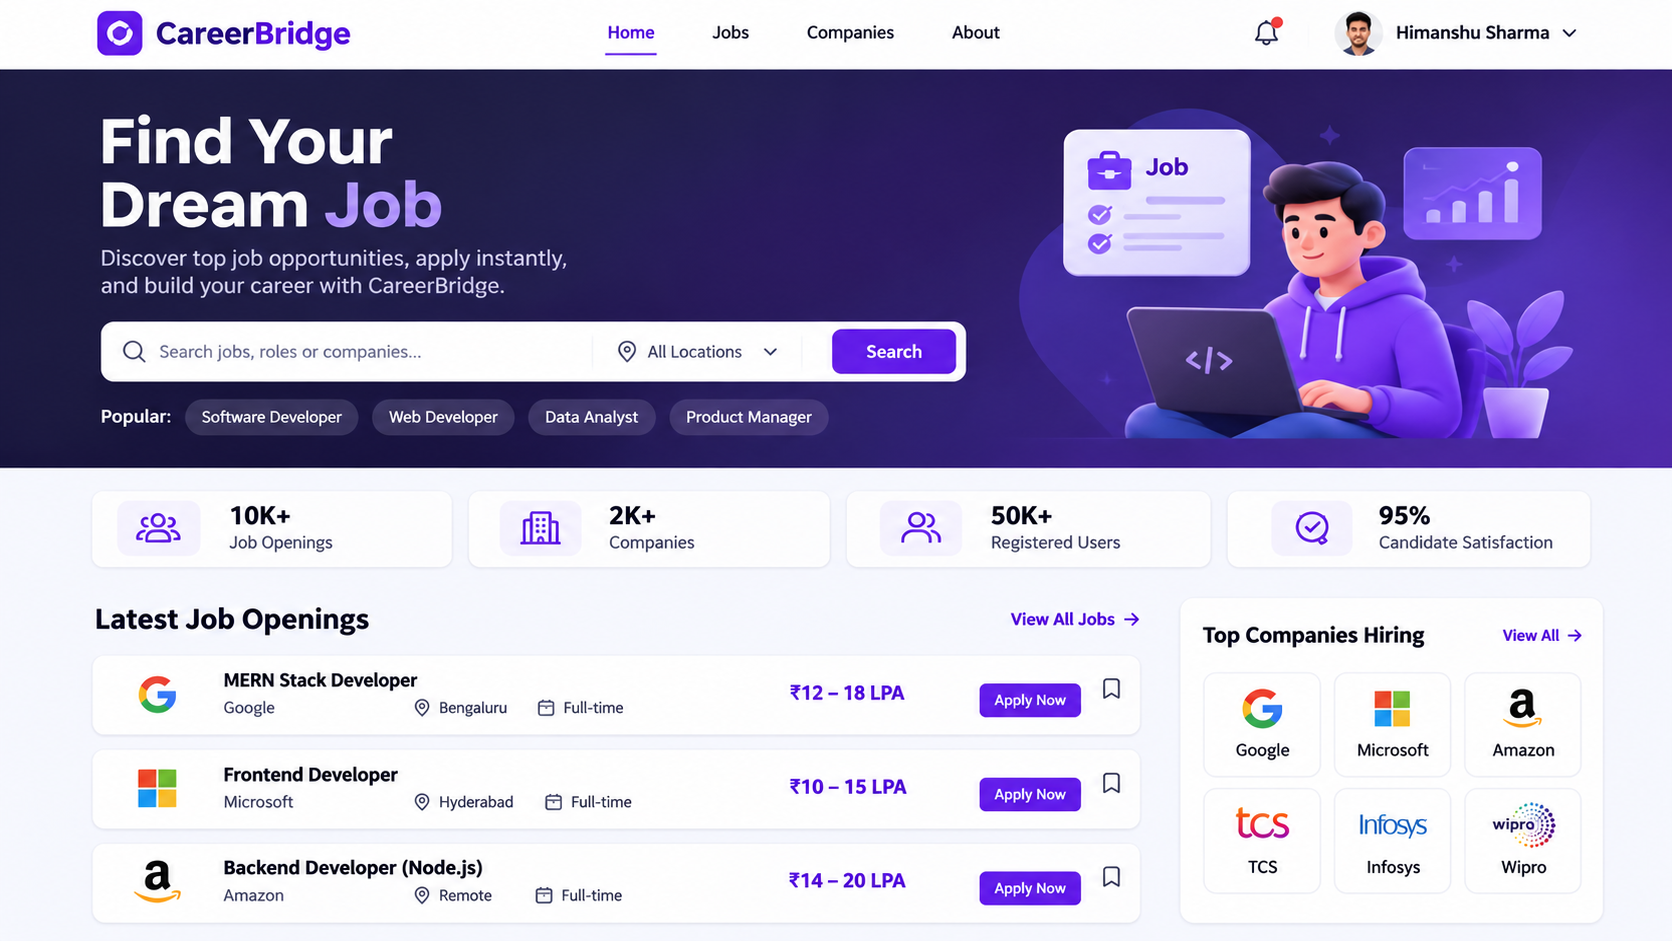 CareerBridge
Home
Jobs
Companies
About
Himanshu Sharma
Find Your
Dream Job
Discover top job opportunities, apply instantly,
and build your career with CareerBridge.
Search jobs, roles or companies...
All Locations
Search
Popular:
Software Developer
Web Developer
Data Analyst
Product Manager
Job
</>
10K+
Job Openings
2K+
Companies
50K+
Registered Users
95%
Candidate Satisfaction
Latest Job Openings
View All Jobs →
MERN Stack Developer
Google
Bengaluru
Full-time
₹12 – 18 LPA
Apply Now
Frontend Developer
Microsoft
Hyderabad
Full-time
₹10 – 15 LPA
Apply Now
a
Backend Developer (Node.js)
Amazon
Remote
Full-time
₹14 – 20 LPA
Apply Now
Top Companies Hiring
View All →
G
Google
Microsoft
a
Amazon
tcs
TCS
Infosys
Infosys
wipro
Wipro